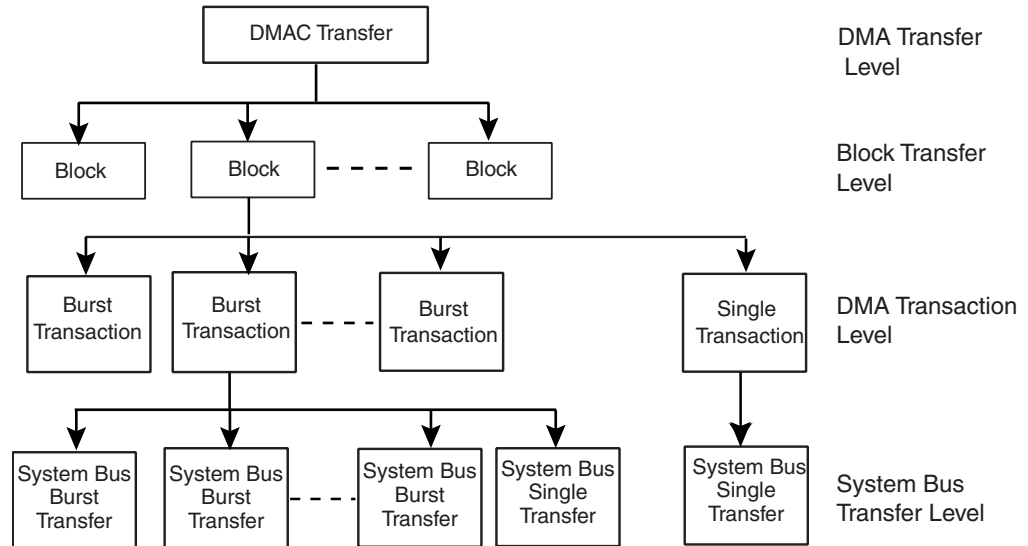 DMAC Transfer
DMA Transfer
Level
Block
Block
Block
Block Transfer
Level
Burst
Transaction
Burst
Transaction
Burst
Transaction
Single
Transaction
DMA Transaction
Level
System Bus
Burst
Transfer
System Bus
Burst
Transfer
System Bus
Burst
Transfer
System Bus
Single
Transfer
System Bus
Single
Transfer
System Bus
Transfer Level